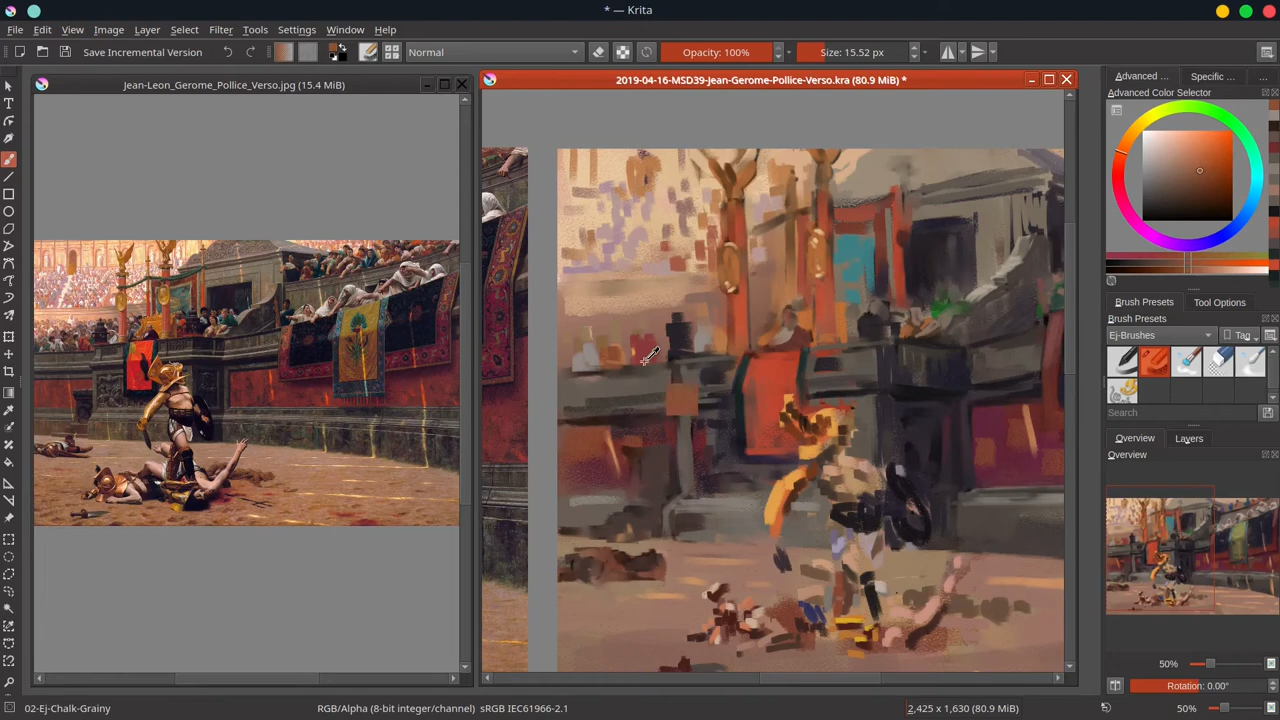 * — Krita
File Edit View Image Layer Select Filter Tools Settings Window Help
Save Incremental Version Normal Opacity: 100% Size: 15.52 px
Jean-Leon_Gerome_Pollice_Verso.jpg (15.4 MiB)
2019-04-16-MSD39-Jean-Gerome-Pollice-Verso.kra (80.9 MiB) *
Advanced ... Specific ... ...
Advanced Color Selector
Brush Presets Tool Options
Brush Presets
Ej-Brushes Tag
Search
Overview Layers
Overview
50%
Rotation: 0.00°
02-Ej-Chalk-Grainy RGB/Alpha (8-bit integer/channel) sRGB IEC61966-2.1 2,425 x 1,630 (80.9 MiB) 50%